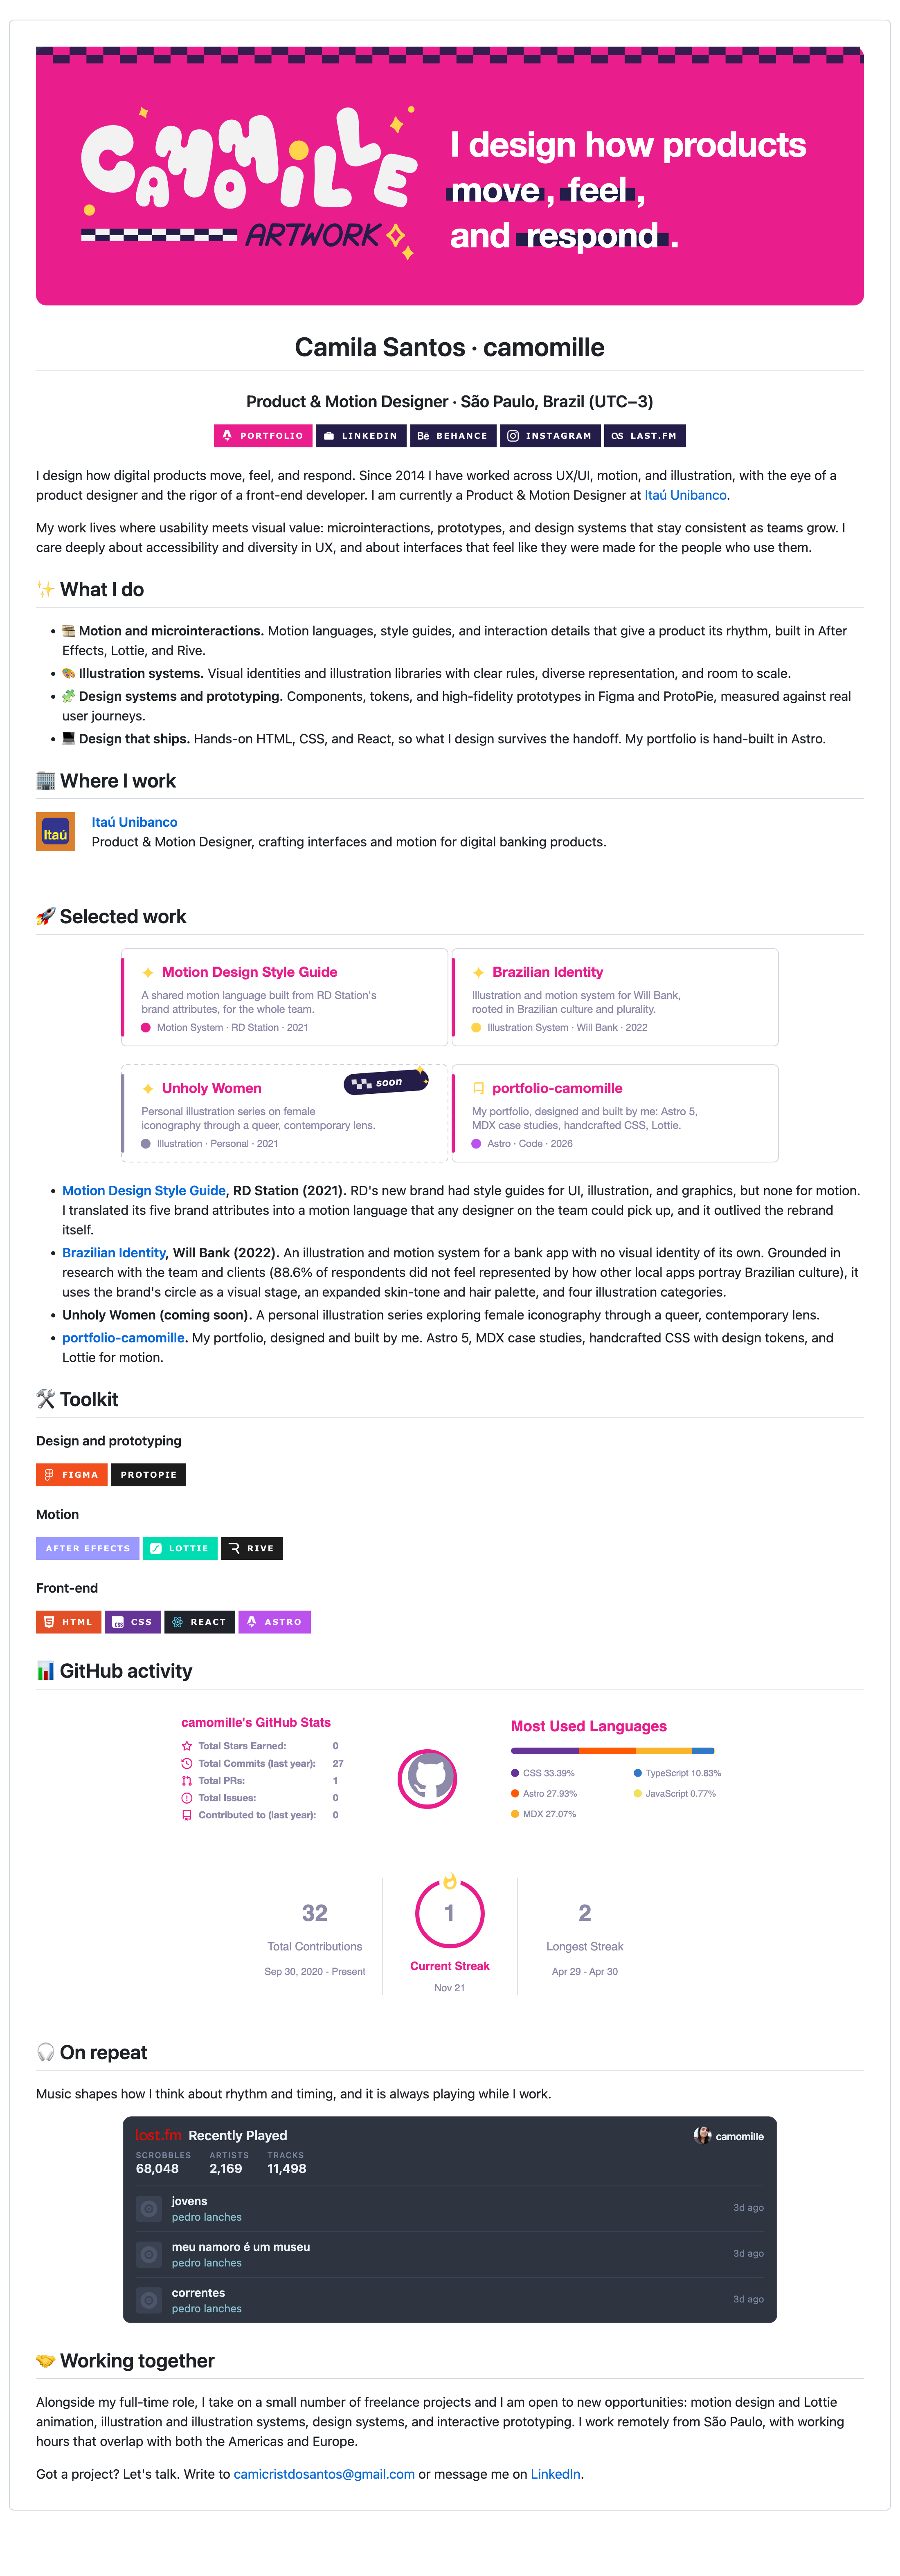 CAMOMILLE
ARTWORK
I design how products
move, feel,
and respond.
Camila Santos · camomille
Product & Motion Designer · São Paulo, Brazil (UTC−3)
PORTFOLIO LINKEDIN Bē BEHANCE INSTAGRAM LAST.FM
I design how digital products move, feel, and respond. Since 2014 I have worked across UX/UI, motion, and illustration, with the eye of a
product designer and the rigor of a front-end developer. I am currently a Product & Motion Designer at Itaú Unibanco.
My work lives where usability meets visual value: microinteractions, prototypes, and design systems that stay consistent as teams grow. I
care deeply about accessibility and diversity in UX, and about interfaces that feel like they were made for the people who use them.
✨ What I do
• Motion and microinteractions. Motion languages, style guides, and interaction details that give a product its rhythm, built in After
Effects, Lottie, and Rive.
• 🎨 Illustration systems. Visual identities and illustration libraries with clear rules, diverse representation, and room to scale.
• 🧩 Design systems and prototyping. Components, tokens, and high-fidelity prototypes in Figma and ProtoPie, measured against real
user journeys.
• 💻 Design that ships. Hands-on HTML, CSS, and React, so what I design survives the handoff. My portfolio is hand-built in Astro.
🏢 Where I work
Itaú
Itaú Unibanco
Product & Motion Designer, crafting interfaces and motion for digital banking products.
🚀 Selected work
Motion Design Style Guide
A shared motion language built from RD Station's
brand attributes, for the whole team.
Motion System · RD Station · 2021
Brazilian Identity
Illustration and motion system for Will Bank,
rooted in Brazilian culture and plurality.
Illustration System · Will Bank · 2022
Unholy Women
soon
Personal illustration series on female
iconography through a queer, contemporary lens.
Illustration · Personal · 2021
portfolio-camomille
My portfolio, designed and built by me: Astro 5,
MDX case studies, handcrafted CSS, Lottie.
Astro · Code · 2026
• Motion Design Style Guide, RD Station (2021). RD's new brand had style guides for UI, illustration, and graphics, but none for motion.
I translated its five brand attributes into a motion language that any designer on the team could pick up, and it outlived the rebrand
itself.
• Brazilian Identity, Will Bank (2022). An illustration and motion system for a bank app with no visual identity of its own. Grounded in
research with the team and clients (88.6% of respondents did not feel represented by how other local apps portray Brazilian culture), it
uses the brand's circle as a visual stage, an expanded skin-tone and hair palette, and four illustration categories.
• Unholy Women (coming soon). A personal illustration series exploring female iconography through a queer, contemporary lens.
• portfolio-camomille. My portfolio, designed and built by me. Astro 5, MDX case studies, handcrafted CSS with design tokens, and
Lottie for motion.
🛠 Toolkit
Design and prototyping
FIGMA PROTOPIE
Motion
AFTER EFFECTS LOTTIE RIVE
Front-end
HTML CSS REACT ASTRO
📊 GitHub activity
camomille's GitHub Stats
Total Stars Earned: 0
Total Commits (last year): 27
Total PRs: 1
Total Issues: 0
Contributed to (last year): 0
Most Used Languages
CSS 33.39% TypeScript 10.83%
Astro 27.93% JavaScript 0.77%
MDX 27.07%
32
Total Contributions
Sep 30, 2020 - Present
1
Current Streak
Nov 21
2
Longest Streak
Apr 29 - Apr 30
🎧 On repeat
Music shapes how I think about rhythm and timing, and it is always playing while I work.
lost.fm Recently Played camomille
SCROBBLES ARTISTS TRACKS
68,048 2,169 11,498
jovens
pedro lanches
3d ago
meu namoro é um museu
pedro lanches
3d ago
correntes
pedro lanches
3d ago
🤝 Working together
Alongside my full-time role, I take on a small number of freelance projects and I am open to new opportunities: motion design and Lottie
animation, illustration and illustration systems, design systems, and interactive prototyping. I work remotely from São Paulo, with working
hours that overlap with both the Americas and Europe.
Got a project? Let's talk. Write to camicristdosantos@gmail.com or message me on LinkedIn.